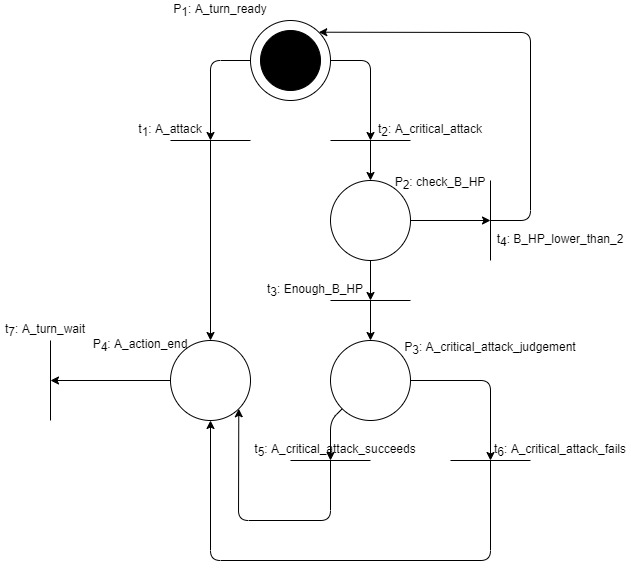 P1: A_turn_ready
t1: A_attack
t2: A_critical_attack
P2: check_B_HP
t4: B_HP_lower_than_2
t3: Enough_B_HP
t7: A_turn_wait
P4: A_action_end
P3: A_critical_attack_judgement
t5: A_critical_attack_succeeds
t6: A_critical_attack_fails